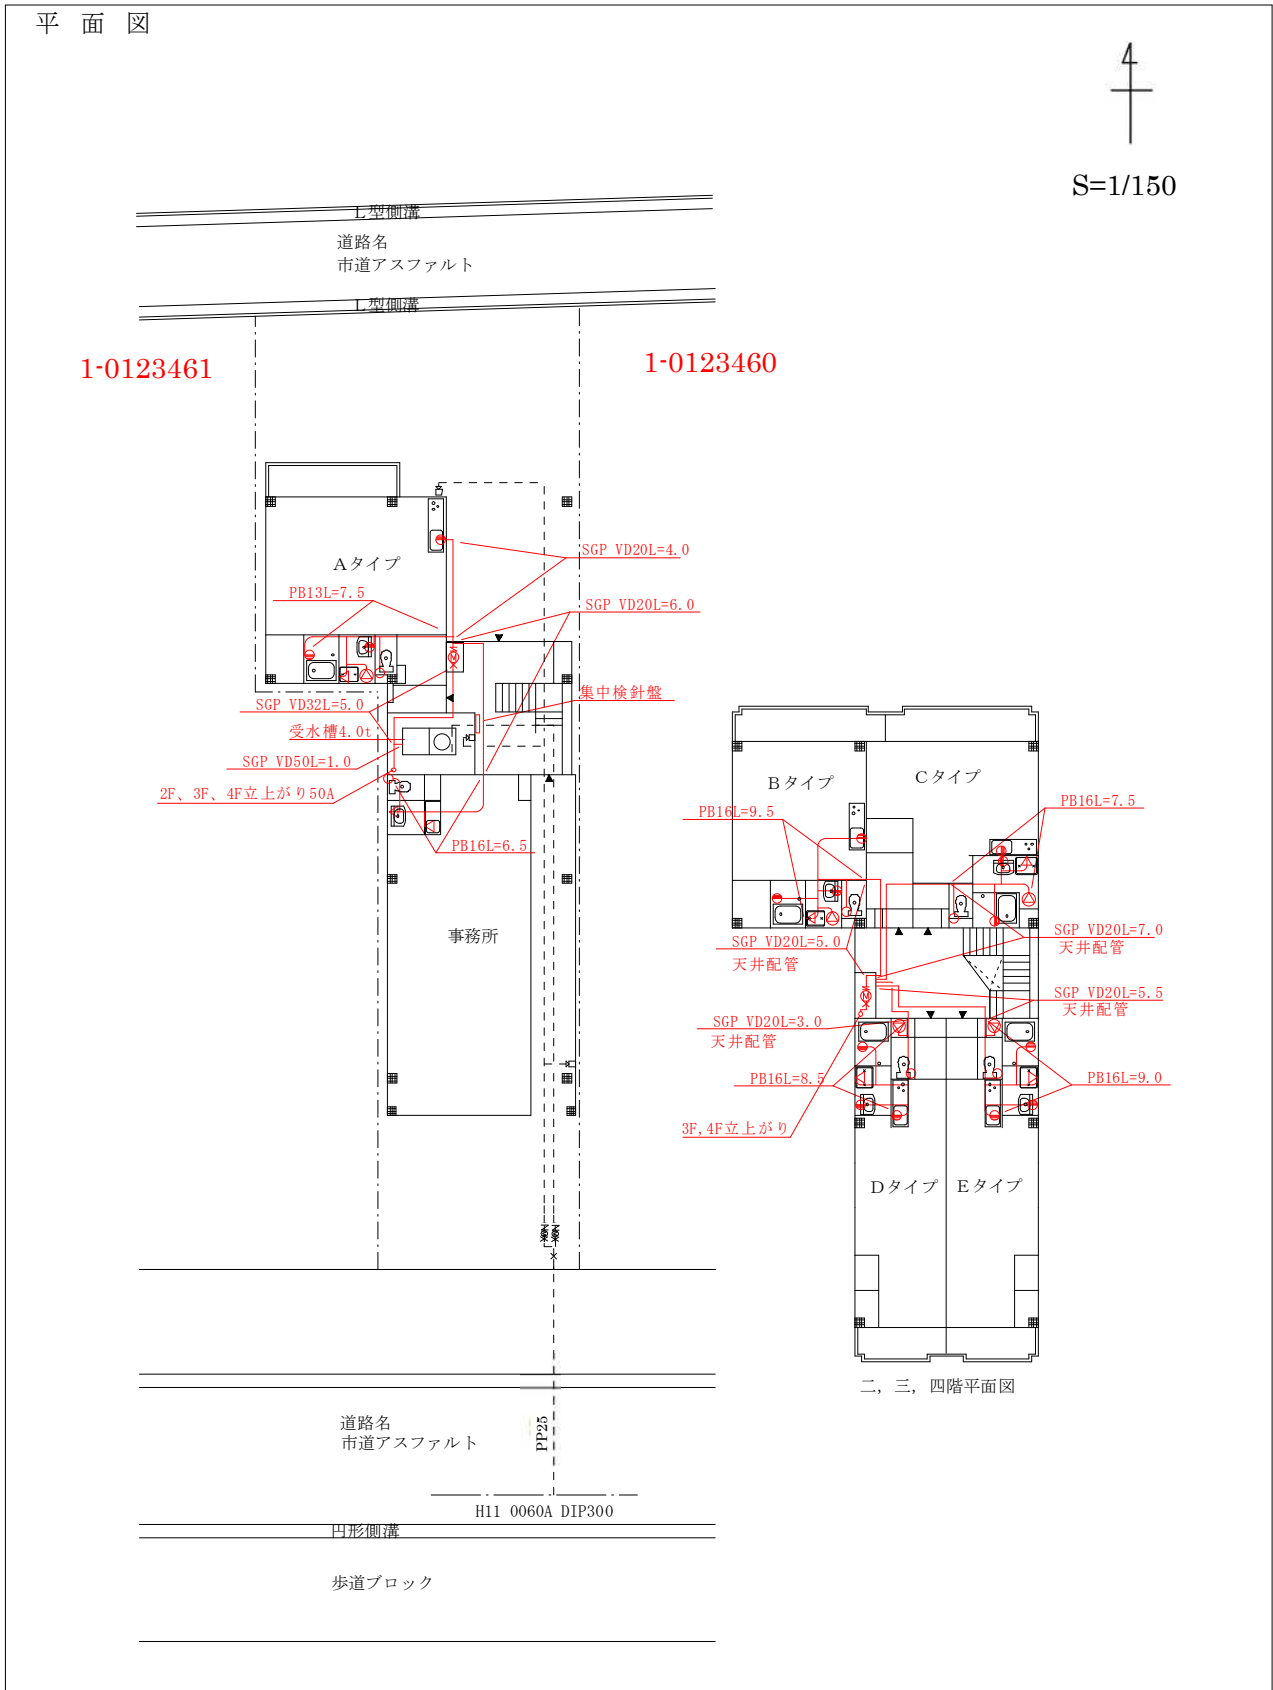 平面図
4
S=1/150
L型側溝
道路名
市道アスファルト
L型側溝
1-0123461
1-0123460
Aタイプ
SGP VD20L=4.0
PB13L=7.5
SGP VD20L=6.0
SGP VD32L=5.0
集中検針盤
受水槽4.0t
SGP VD50L=1.0
2F、3F、4F立上がり50A
PB16L=6.5
事務所
Bタイプ
Cタイプ
PB16L=9.5
PB16L=7.5
SGP VD20L=5.0
天井配管
SGP VD20L=7.0
天井配管
SGP VD20L=5.5
天井配管
SGP VD20L=3.0
天井配管
PB16L=8.5
PB16L=9.0
3F,4F立上がり
Dタイプ
Eタイプ
二, 三, 四階平面図
道路名
市道アスファルト
PP25
H11 0060A DIP300
円形側溝
歩道ブロック